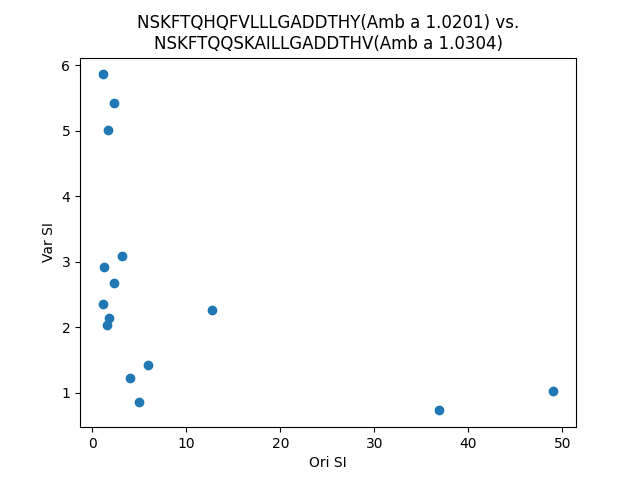 NSKFTQHQFVLLLGADDTHY(Amb a 1.0201) vs.
NSKFTQQSKAILLGADDTHV(Amb a 1.0304)
6
5
4
3
2
1
Var SI
0 10 20 30 40 50
Ori SI